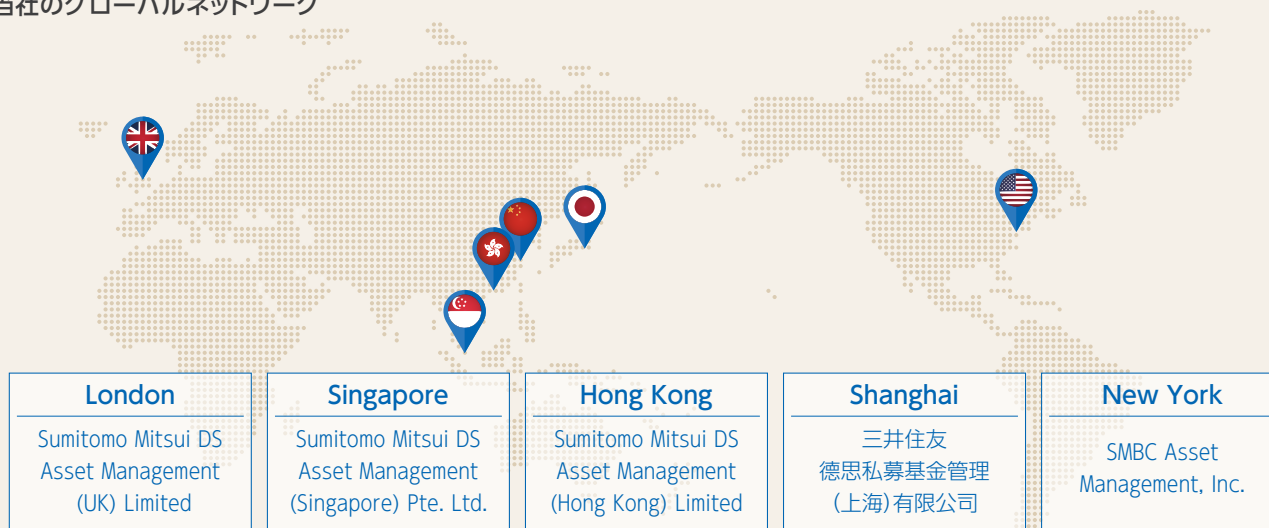 当社のグローバルネットワーク
London
Sumitomo Mitsui DS
Asset Management
(UK) Limited
Singapore
Sumitomo Mitsui DS
Asset Management
(Singapore) Pte. Ltd.
Hong Kong
Sumitomo Mitsui DS
Asset Management
(Hong Kong) Limited
Shanghai
三井住友
德思私募基金管理
(上海)有限公司
New York
SMBC Asset
Management, Inc.